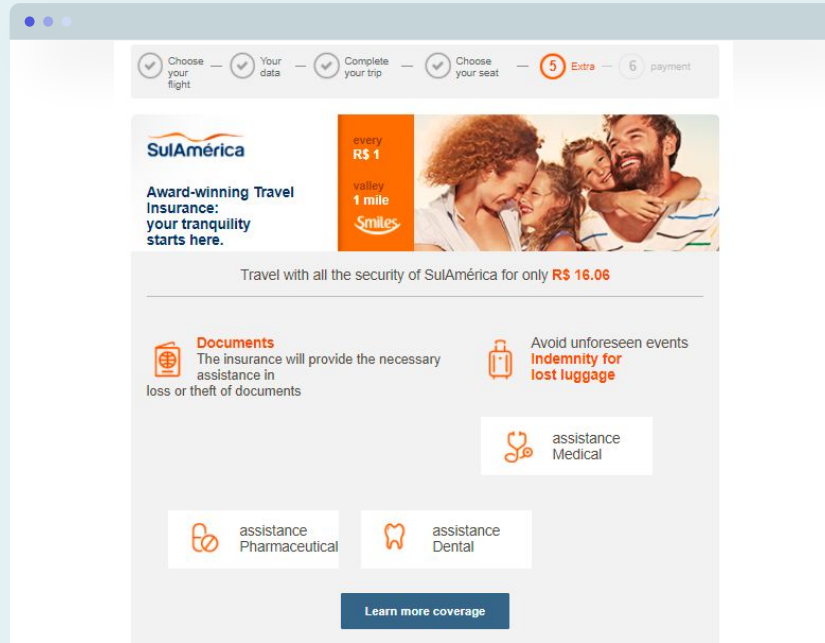 Choose
your
flight
Your
data
Complete
your trip
Choose
your seat
5 Extra
6 payment
SulAmérica
Award-winning Travel
Insurance:
your tranquility
starts here.
every
R$ 1
valley
1 mile
Smiles
Travel with all the security of SulAmérica for only R$ 16.06
Documents
The insurance will provide the necessary
assistance in
loss or theft of documents
Avoid unforeseen events
Indemnity for
lost luggage
assistance
Medical
assistance
Pharmaceutical
assistance
Dental
Learn more coverage